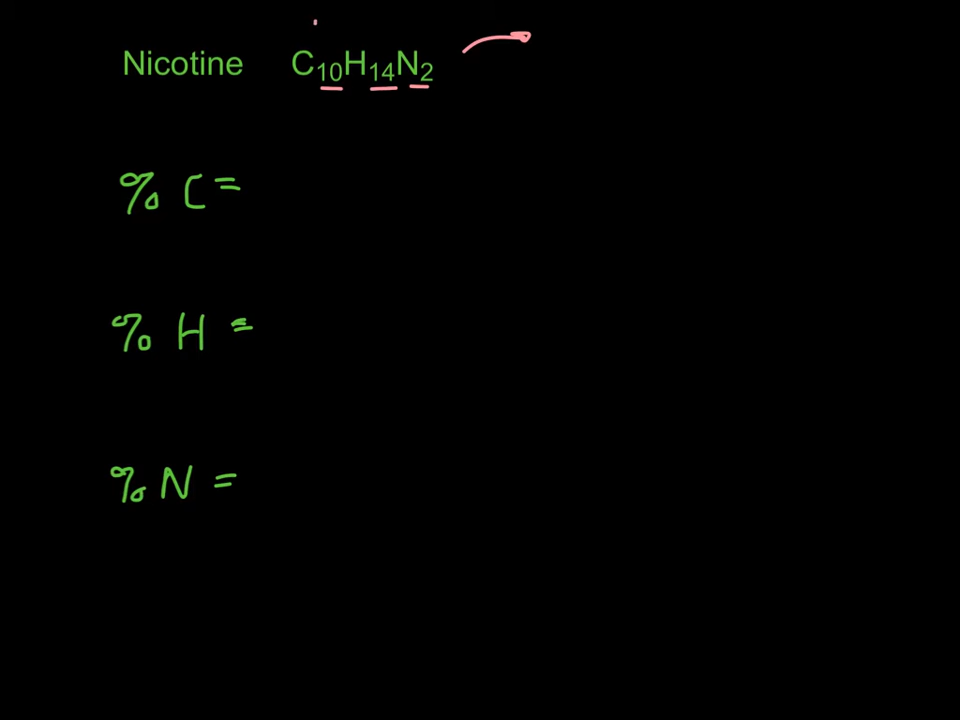 Nicotine C₁₀H₁₄N₂
% C =
% H =
% N =